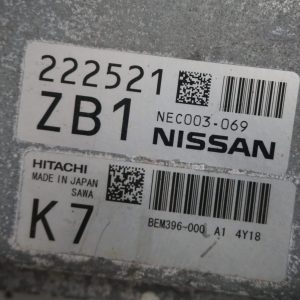 222521
ZB1
NEC003-069
NISSAN
HITACHI
MADE IN JAPAN
SAWA
K7
BEM396-000 A1 4Y18